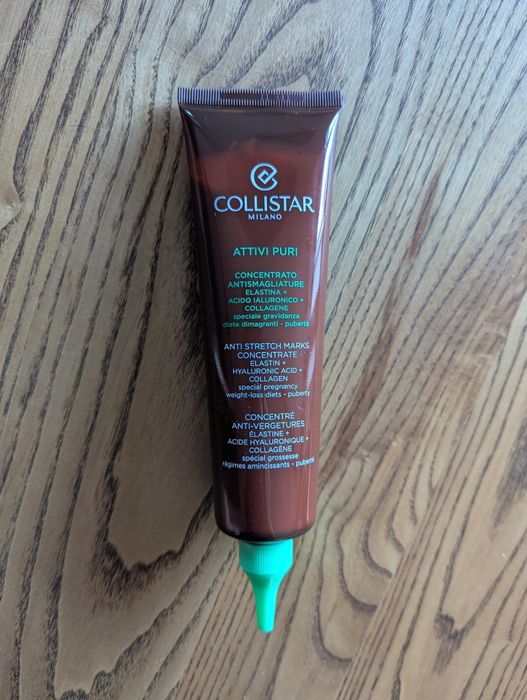 COLLISTAR
MILANO
ATTIVI PURI
CONCENTRATO
ANTISMAGLIATURE
ELASTINA +
ACIDO IALURONICO +
COLLAGENE
speciale gravidanza
diete dimagranti - pubertà
ANTI STRETCH MARKS
CONCENTRATE
ELASTIN +
HYALURONIC ACID +
COLLAGEN
special pregnancy
weight-loss diets - puberty
CONCENTRÉ
ANTI-VERGETURES
ÉLASTINE +
ACIDE HYALURONIQUE +
COLLAGÈNE
spécial grossesse
régimes amincissants - puberté